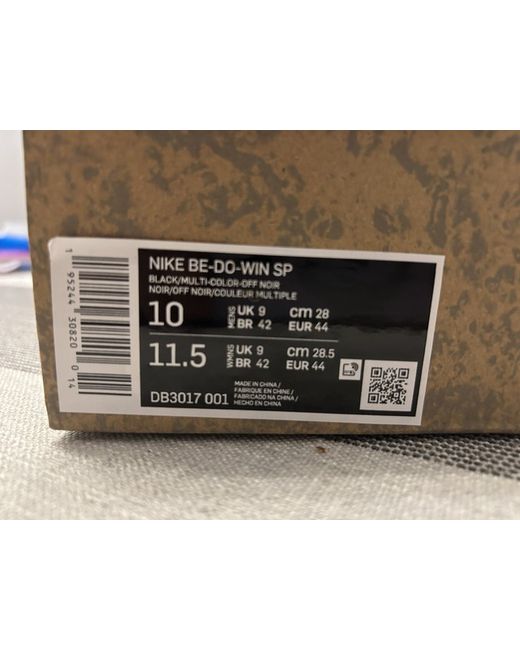 NIKE BE-DO-WIN SP
BLACK/MULTI-COLOR-OFF NOIR
NOIR/OFF NOIR/COULEUR MULTIPLE
10 MENS UK 9 cm 28
BR 42 EUR 44
11.5 WMNS UK 9 cm 28.5
BR 42 EUR 44
DB3017 001
MADE IN CHINA /
FABRIQUE EN CHINE /
FABRICADO NA CHINA /
HECHO EN CHINA
1 95244 30820 0 14